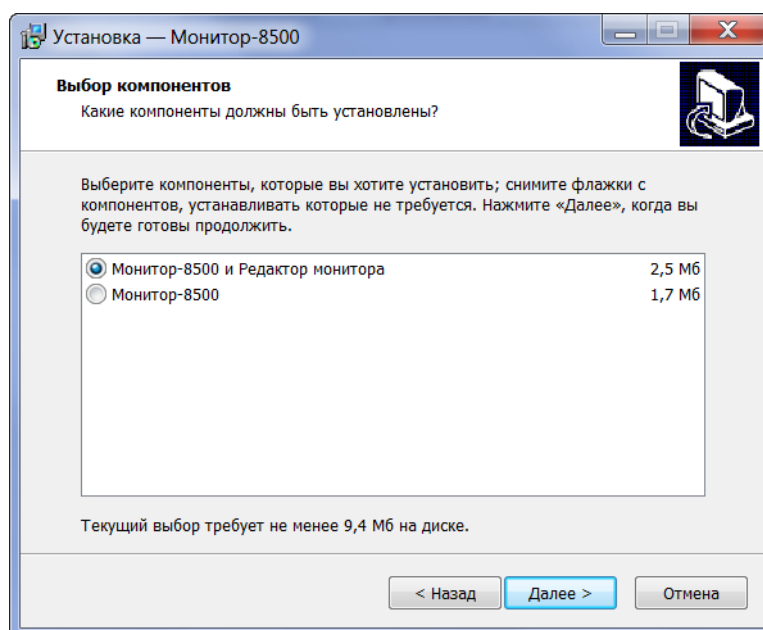 Установка — Монитор-8500
Выбор компонентов
Какие компоненты должны быть установлены?
Выберите компоненты, которые вы хотите установить; снимите флажки с
компонентов, устанавливать которые не требуется. Нажмите «Далее», когда вы
будете готовы продолжить.
Монитор-8500 и Редактор монитора 2,5 Мб
Монитор-8500 1,7 Мб
Текущий выбор требует не менее 9,4 Мб на диске.
< Назад Далее > Отмена